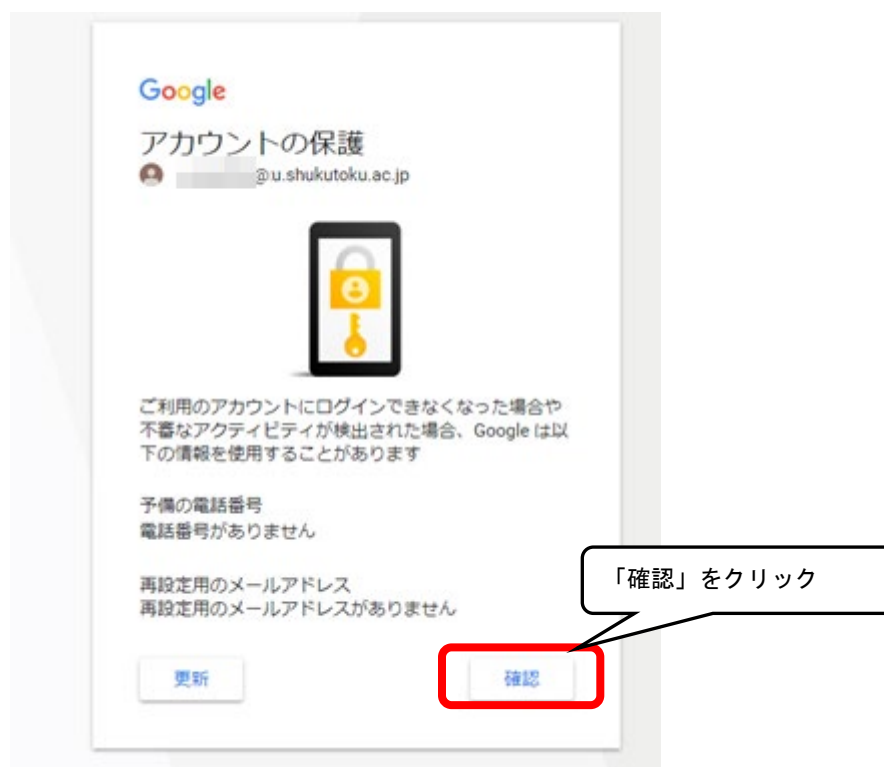 Google
アカウントの保護
@u.shukutoku.ac.jp
ご利用のアカウントにログインできなくなった場合や
不審なアクティビティが検出された場合、Google は以
下の情報を使用することがあります
予備の電話番号
電話番号がありません
再設定用のメールアドレス
再設定用のメールアドレスがありません
「確認」をクリック
更新
確認